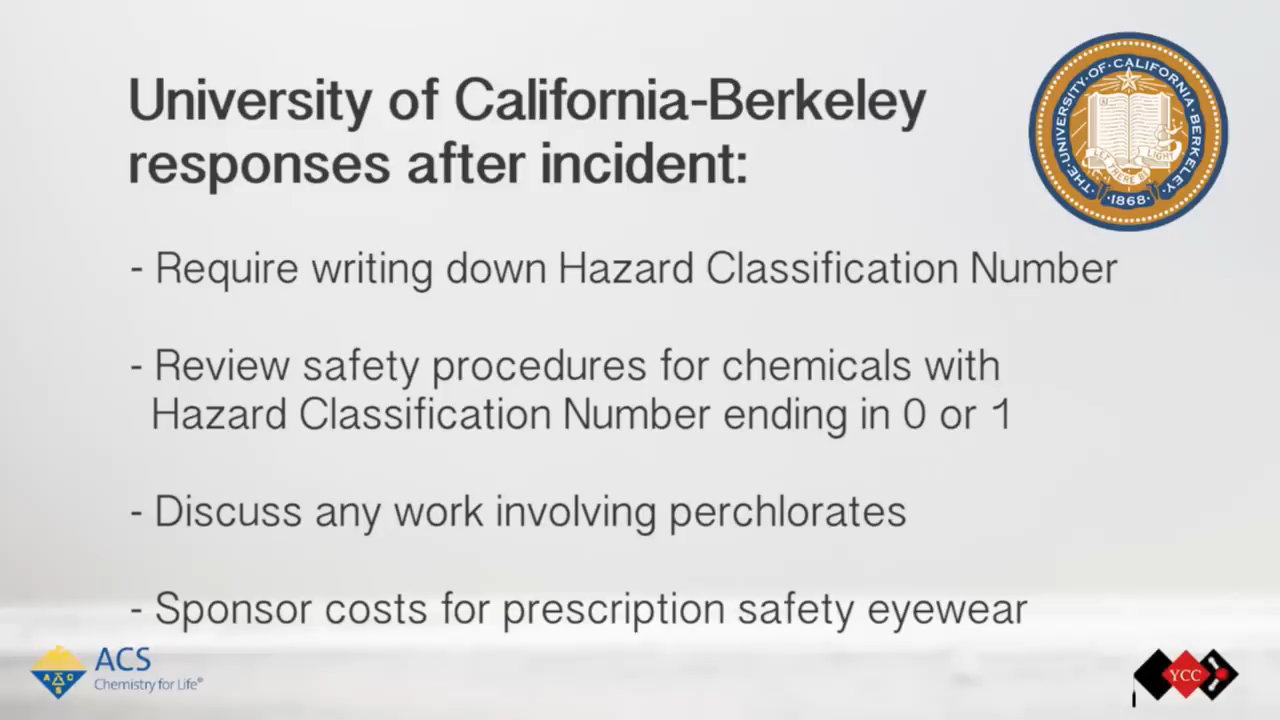 University of California-Berkeley
responses after incident:
THE·UNIVERSITY·OF·CALIFORNIA·BERKELEY·
LET THERE BE LIGHT
·1868·
- Require writing down Hazard Classification Number
- Review safety procedures for chemicals with
Hazard Classification Number ending in 0 or 1
- Discuss any work involving perchlorates
- Sponsor costs for prescription safety eyewear
A C S
ACS
Chemistry for Life®
YCC